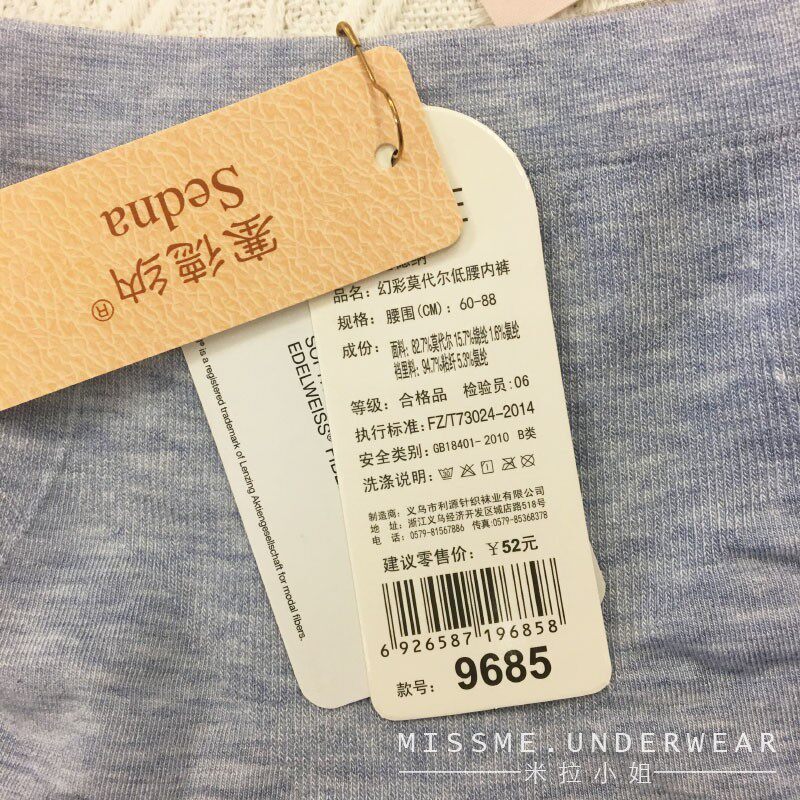 塞德纳®
Sedna
品名: 幻彩莫代尔低腰内裤
规格: 腰围(CM): 60-88
成份: 面料: 82.7%莫代尔 15.7%锦纶 1.6%氨纶
裆里料: 94.7%粘纤 5.3%氨纶
等级: 合格品 检验员:06
执行标准: FZ/T73024-2014
安全类别: GB18401-2010 B类
洗涤说明:
制造商: 义乌市利源针织袜业有限公司
地 址: 浙江义乌经济开发区城店路518号
电 话: 0579-81567886 传真:0579-85368378
建议零售价: ¥52元
6 926587 196858
款号: 9685
EDELWEISS®
® is a registered trademark of Lenzing Aktiengesellschaft for modal fibers.
MISSME.UNDERWEAR
米拉小姐